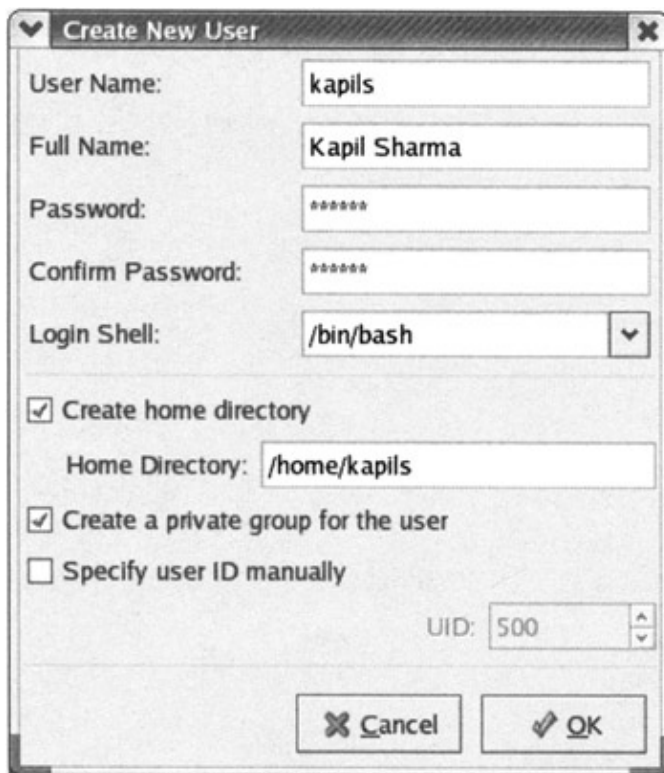 Create New User
User Name: kapils
Full Name: Kapil Sharma
Password: ******
Confirm Password: ******
Login Shell: /bin/bash
Create home directory
Home Directory: /home/kapils
Create a private group for the user
Specify user ID manually
UID: 500
Cancel OK